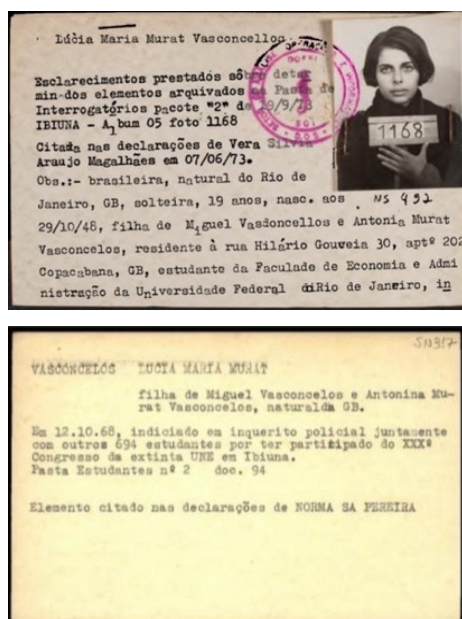 Lúcia Maria Murat Vasconcellos.
Esclarecimentos prestados sôb deter
min-dos elementos arquivados Pasta de
Interrogatórios Pacote "2" de 9/9/73
IBIUNA - Album 05 foto 1168
Citada nas declarações de Vera Silvia
Araujo Magalhães em 07/06/73.
Obs.:- brasileira, natural do Rio de
Janeiro, GB, solteira, 19 anos, nasc. aos NS 492
29/10/48, filha de Miguel Vasdoncellos e Antonia Murat
Vasconcelos, residente à rua Hilário Gouveia 30, aptº 202
Copacabana, GB, estudante da Faculade de Economia e Admi
nistração da Universidade Federal do Rio de Janeiro, in
1168
SN317
VASCONCELOS LUCIA MARIA MURAT
filha de Miguel Vasconcelos e Antonina Mu-
rat Vasconcelos, naturalda GB.
Em 12.10.68, indiciado em inquerito policial juntamente
com outros 694 estudantes por ter participado do XXXº
Congresso da extinta UNE em Ibiuna.
Pasta Estudantes nº 2 doc. 94
Elemento citado nas declarações de NORMA SA PEREIRA